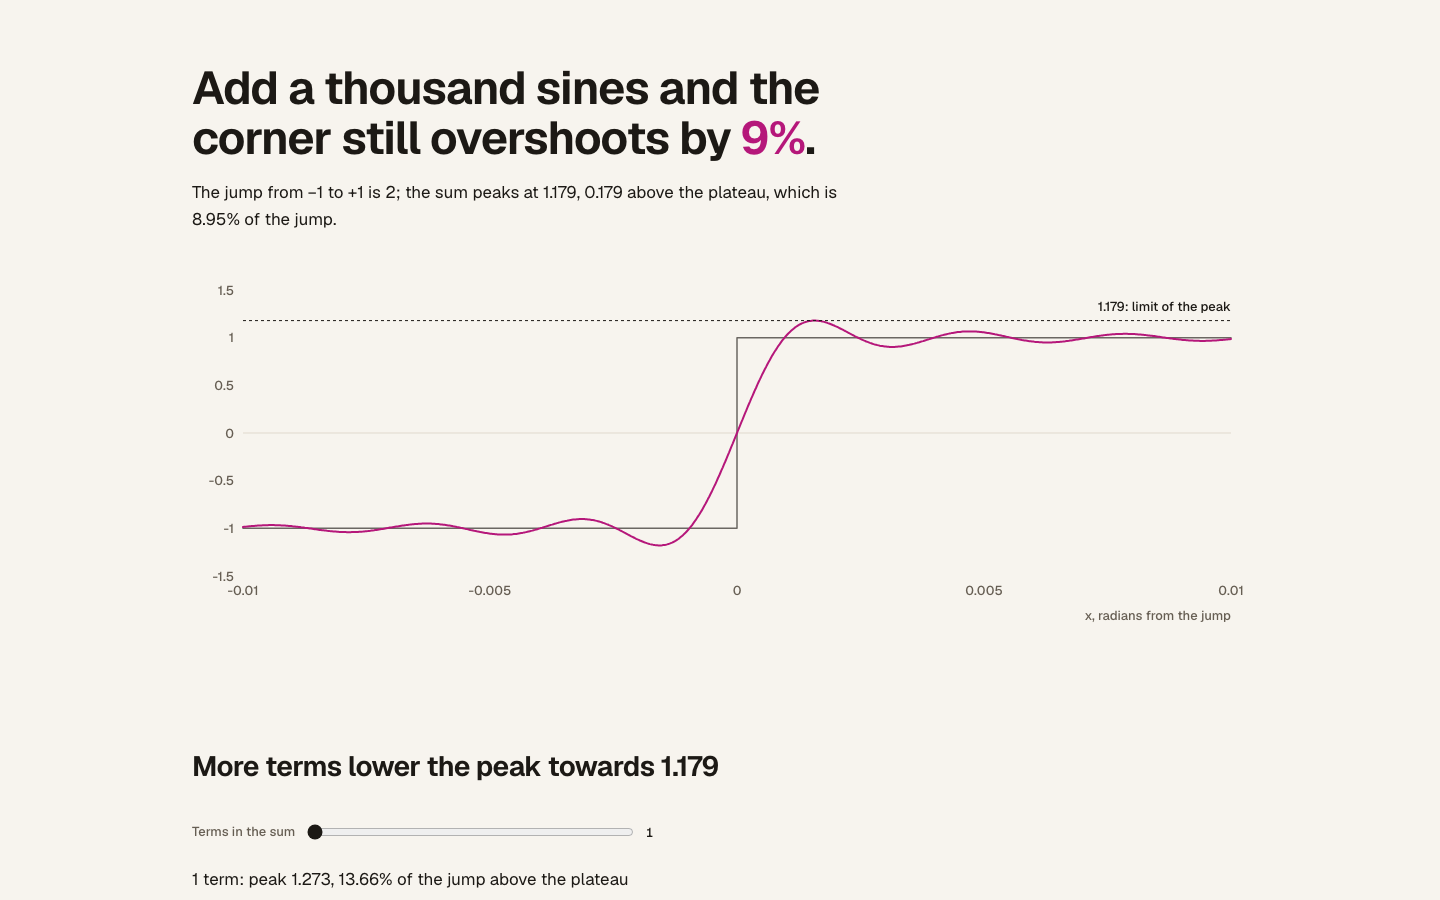 Add a thousand sines and the
corner still overshoots by 9%.
The jump from −1 to +1 is 2; the sum peaks at 1.179, 0.179 above the plateau, which is
8.95% of the jump.
1.5
1.179: limit of the peak
1
0.5
0
-0.5
-1
-1.5
-0.01
-0.005
0
0.005
0.01
x, radians from the jump
More terms lower the peak towards 1.179
Terms in the sum
1
1 term: peak 1.273, 13.66% of the jump above the plateau